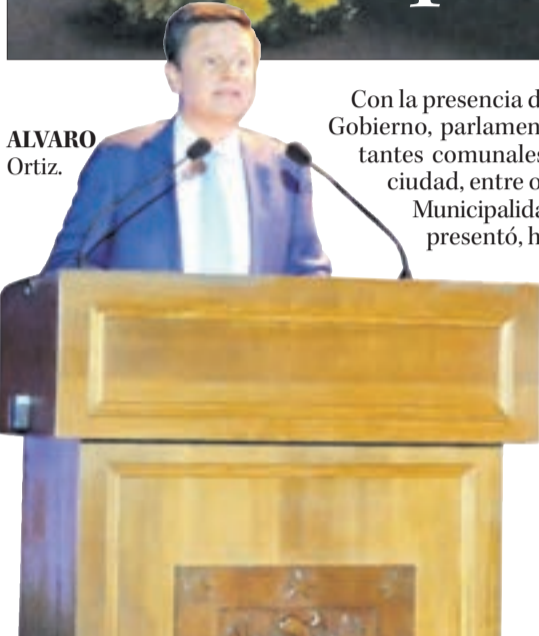 ALVARO
Ortiz.
Con la presencia d
Gobierno, parlamen
tantes comunales
ciudad, entre o
Municipalida
presentó, h